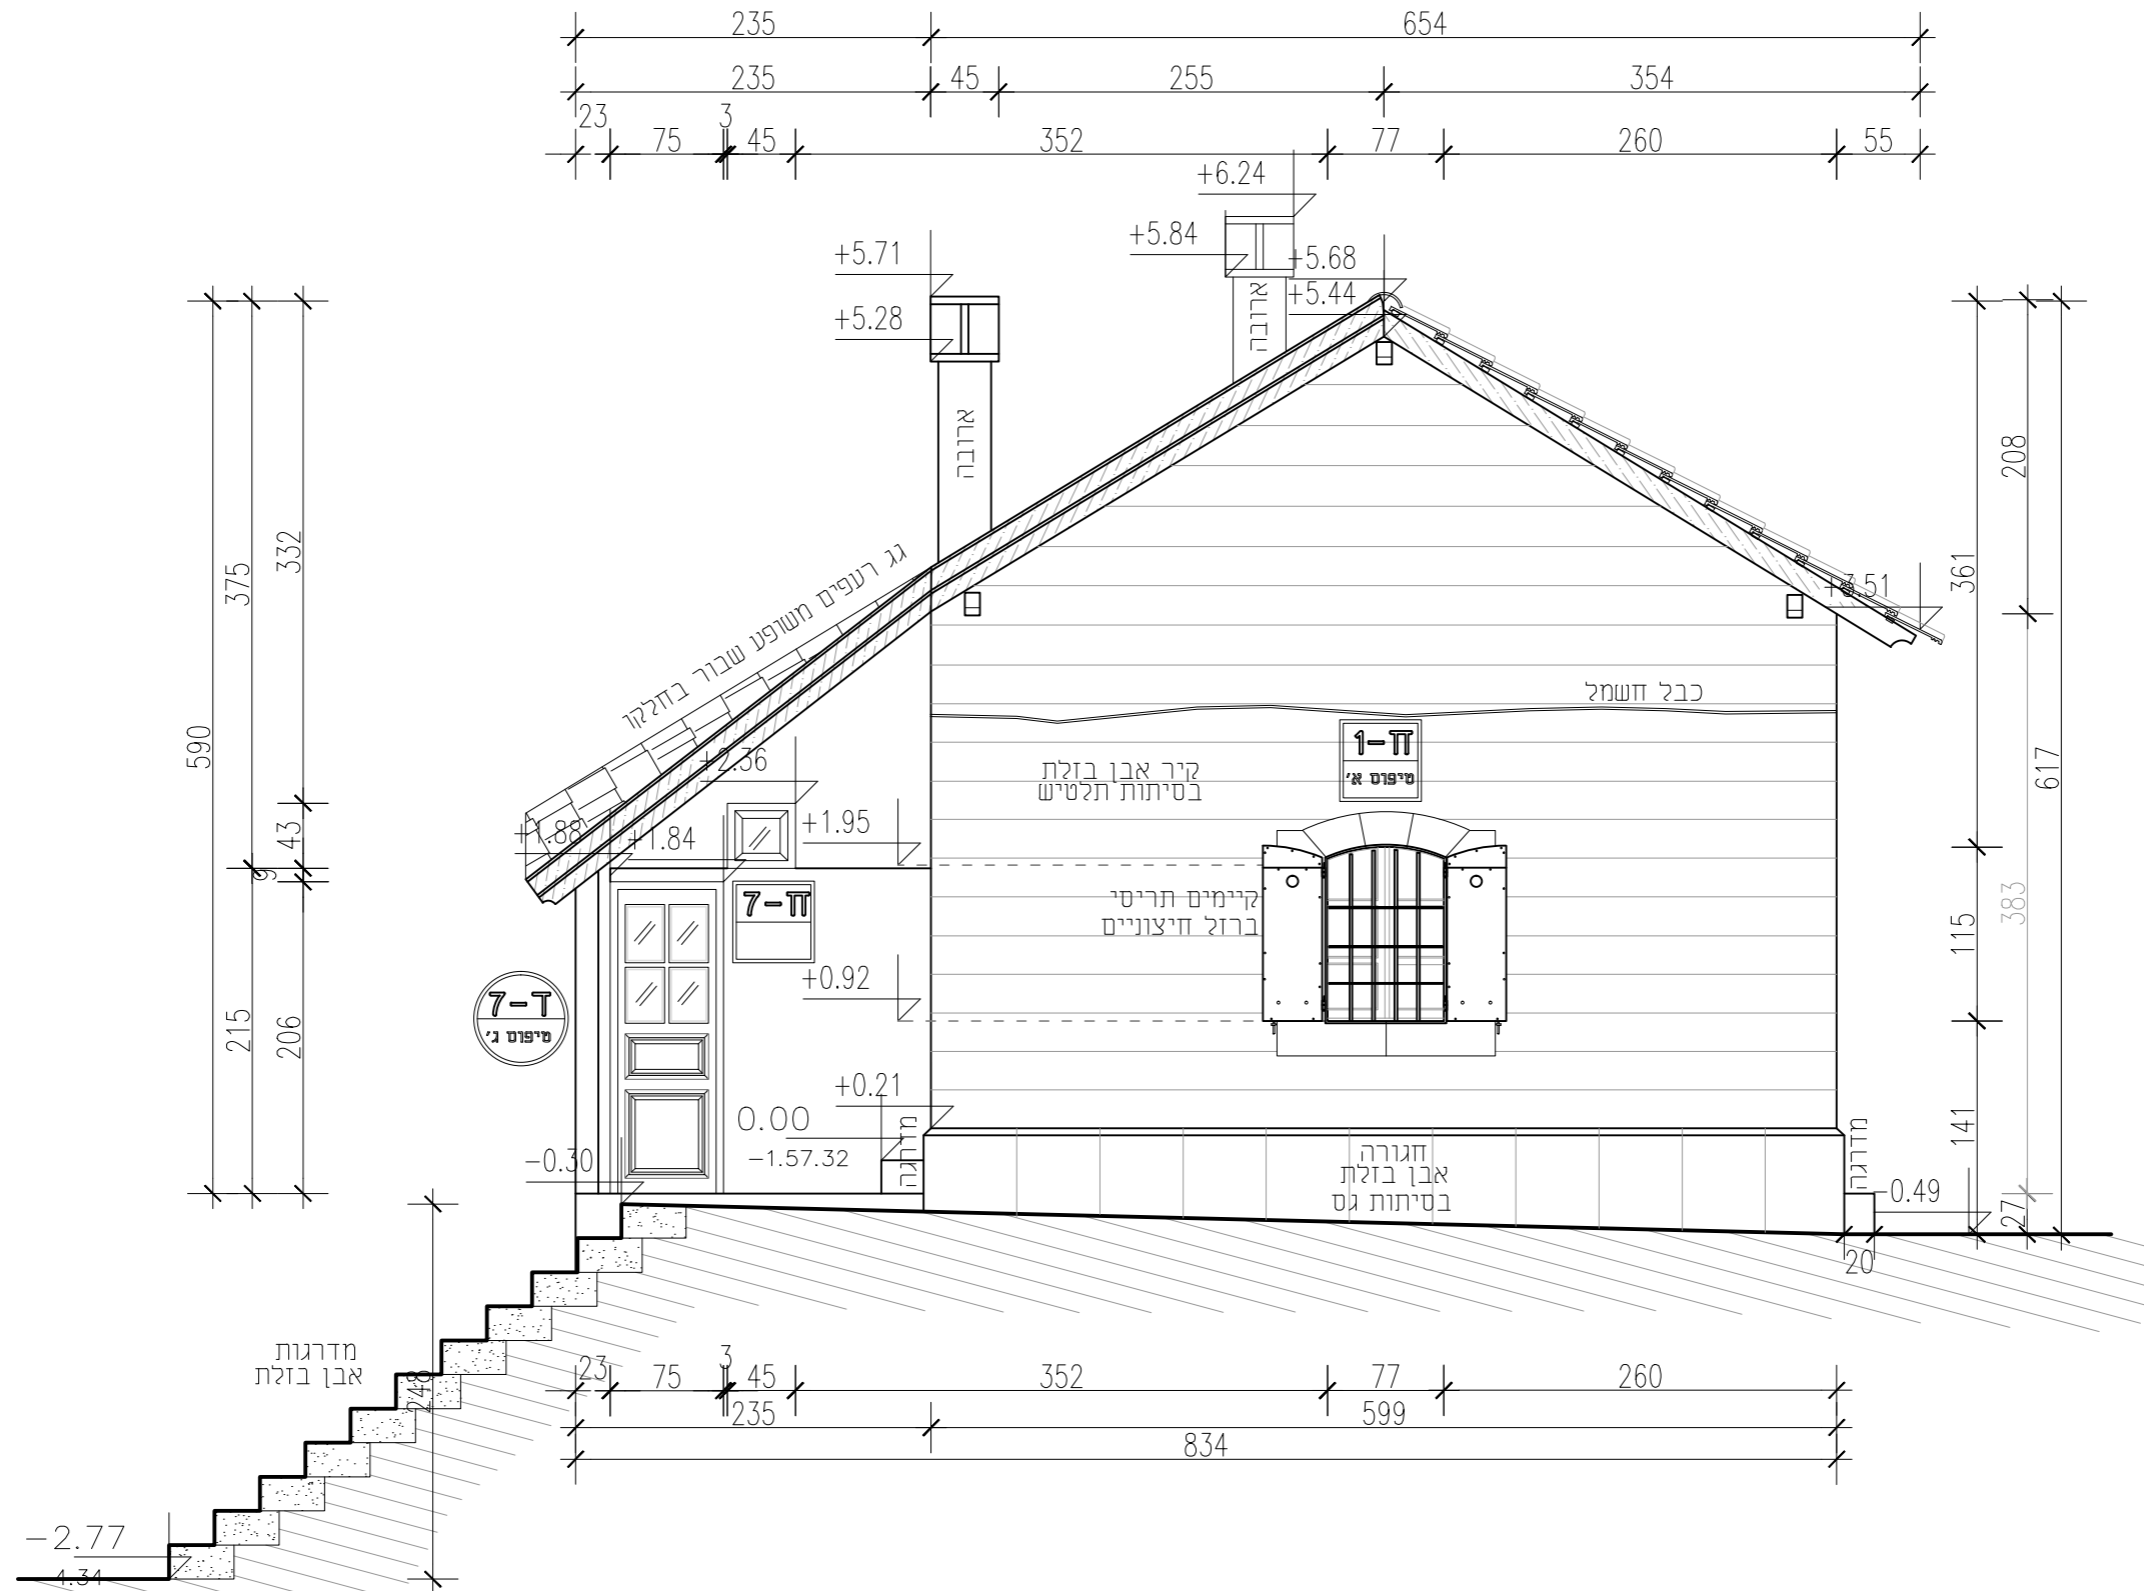 235
654
235
45
255
354
23
75
3
45
352
77
260
55
+6.24
+5.84
+5.71
+5.68
+5.44
+5.28
ארובה
ארובה
590
375
332
43
9
215
206
גג רעפים משופע שבור בחלקו
+3.51
361
208
617
383
115
141
27
כבל חשמל
קיר אבן בזלת
בסיתות תלטיש
ח-1
טיפוס א'
+2.36
+1.95
+1.88
+1.84
קיימים תריסי
ברזל חיצוניים
ח-7
+0.92
ד-7
טיפוס ג'
+0.21
0.00
-1.57.32
-0.30
מדרגה
חגורה
אבן בזלת
בסיתות גס
מדרגה
-0.49
20
מדרגות
אבן בזלת
248
-2.77
4.34
23
75
3
45
352
77
260
235
599
834